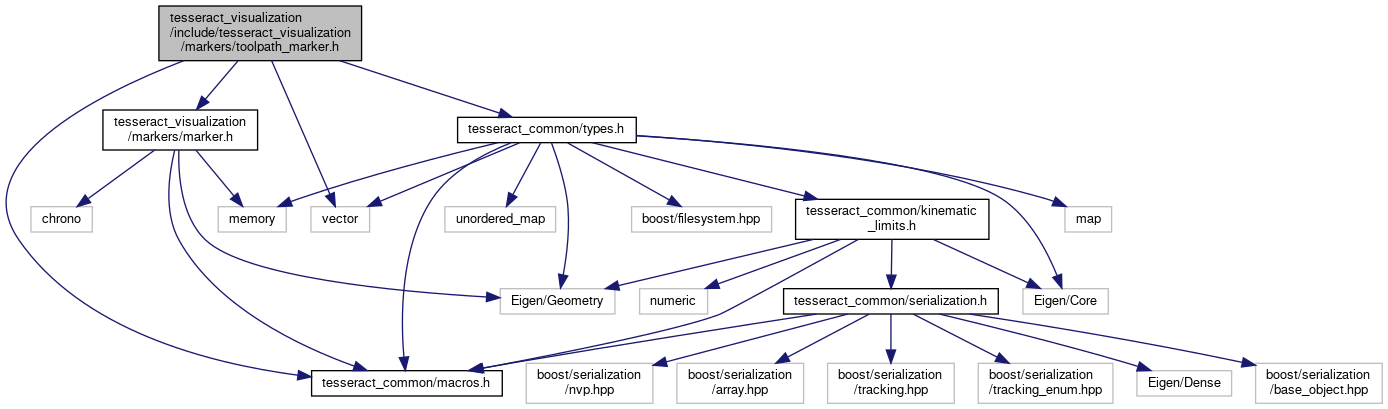 tesseract_visualization
/include/tesseract_visualization
/markers/toolpath_marker.h
tesseract_visualization
/markers/marker.h
tesseract_common/types.h
chrono
memory
vector
unordered_map
boost/filesystem.hpp
tesseract_common/kinematic
_limits.h
map
Eigen/Geometry
numeric
tesseract_common/serialization.h
Eigen/Core
tesseract_common/macros.h
boost/serialization
/nvp.hpp
boost/serialization
/array.hpp
boost/serialization
/tracking.hpp
boost/serialization
/tracking_enum.hpp
Eigen/Dense
boost/serialization
/base_object.hpp